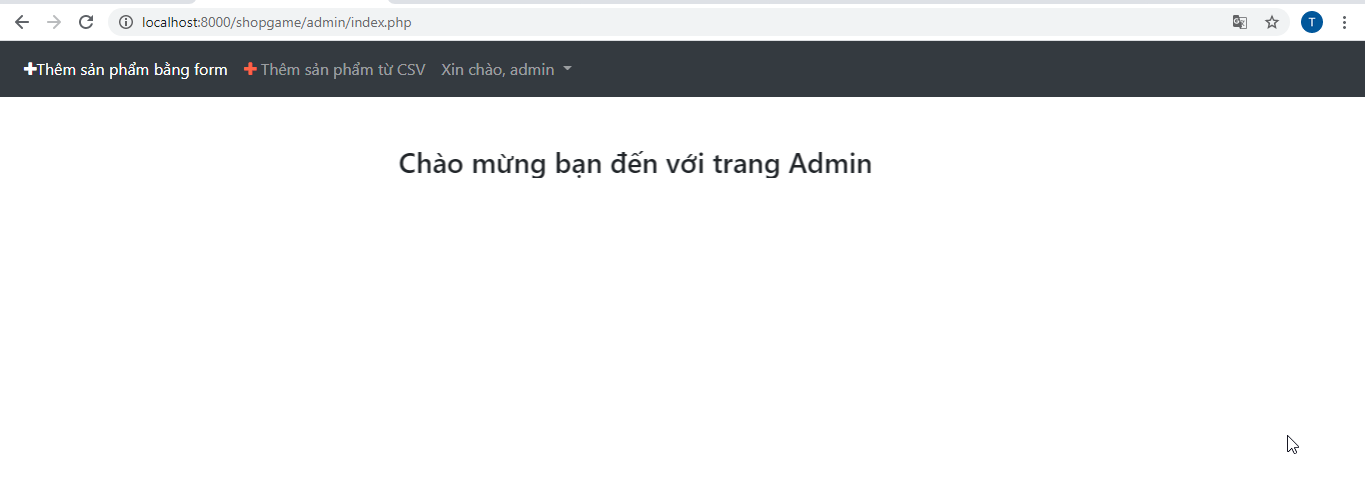 localhost:8000/shopgame/admin/index.php
T
Thêm sản phẩm bằng form Thêm sản phẩm từ CSV Xin chào, admin
Chào mừng bạn đến với trang Admin